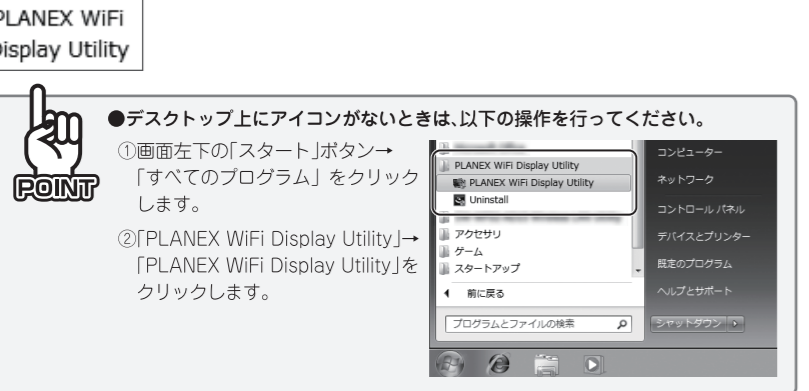 PLANEX WiFi
Display Utility
●デスクトップ上にアイコンがないときは、以下の操作を行ってください。
POINT
①画面左下の「スタート」ボタン→
「すべてのプログラム」をクリック
します。
②「PLANEX WiFi Display Utility」→
「PLANEX WiFi Display Utility」を
クリックします。
PLANEX WiFi Display Utility
PLANEX WiFi Display Utility
Uninstall
アクセサリ
ゲーム
スタートアップ
前に戻る
プログラムとファイルの検索
コンピューター
ネットワーク
コントロール パネル
デバイスとプリンター
既定のプログラム
ヘルプとサポート
シャットダウン